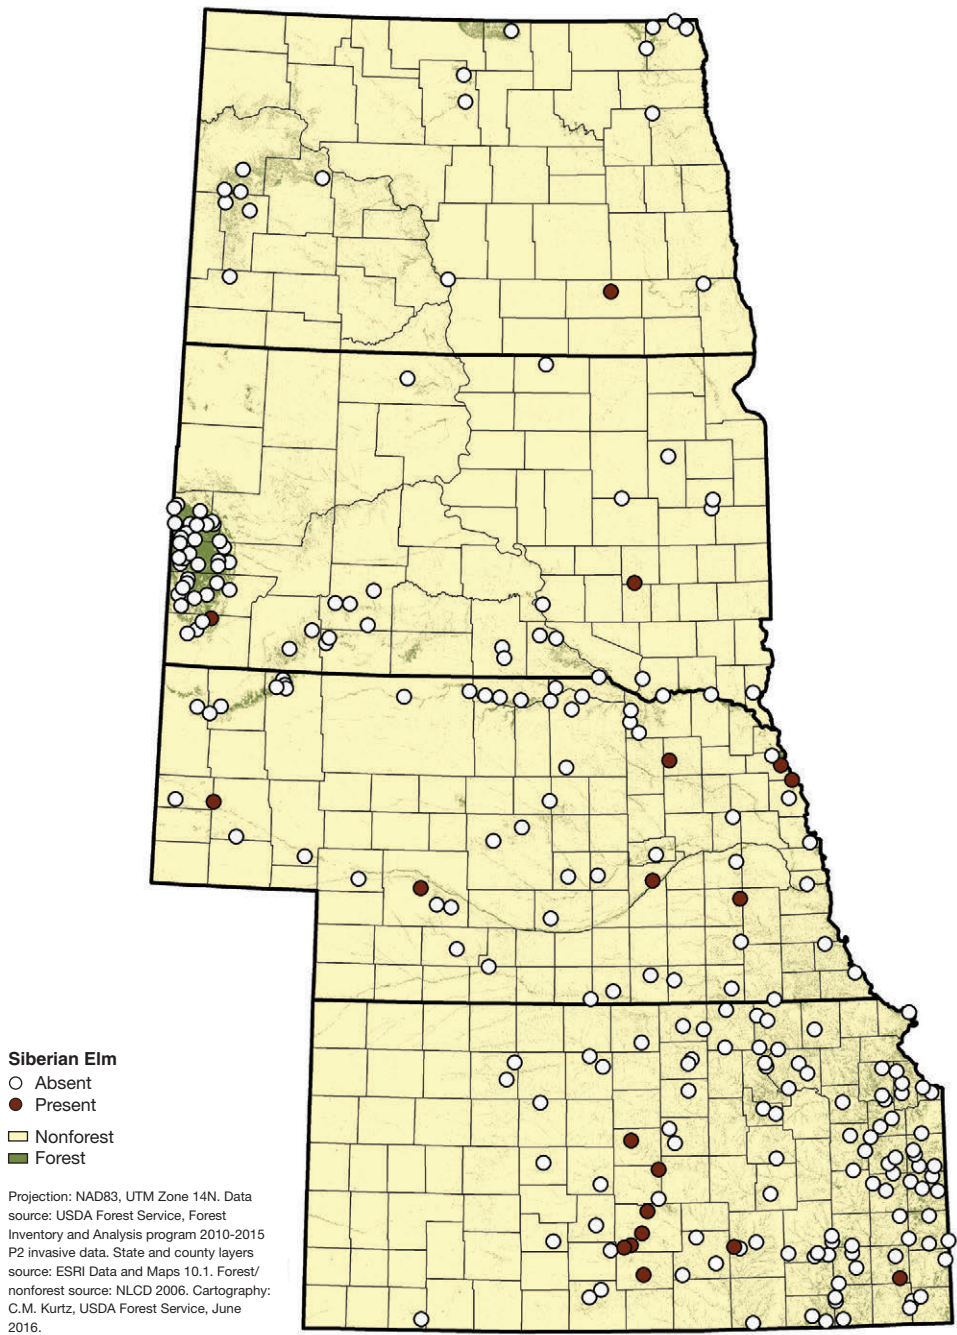 Siberian Elm
Absent
Present
Nonforest
Forest
Projection: NAD83, UTM Zone 14N. Data
source: USDA Forest Service, Forest
Inventory and Analysis program 2010-2015
P2 invasive data. State and county layers
source: ESRI Data and Maps 10.1. Forest/
nonforest source: NLCD 2006. Cartography:
C.M. Kurtz, USDA Forest Service, June
2016.